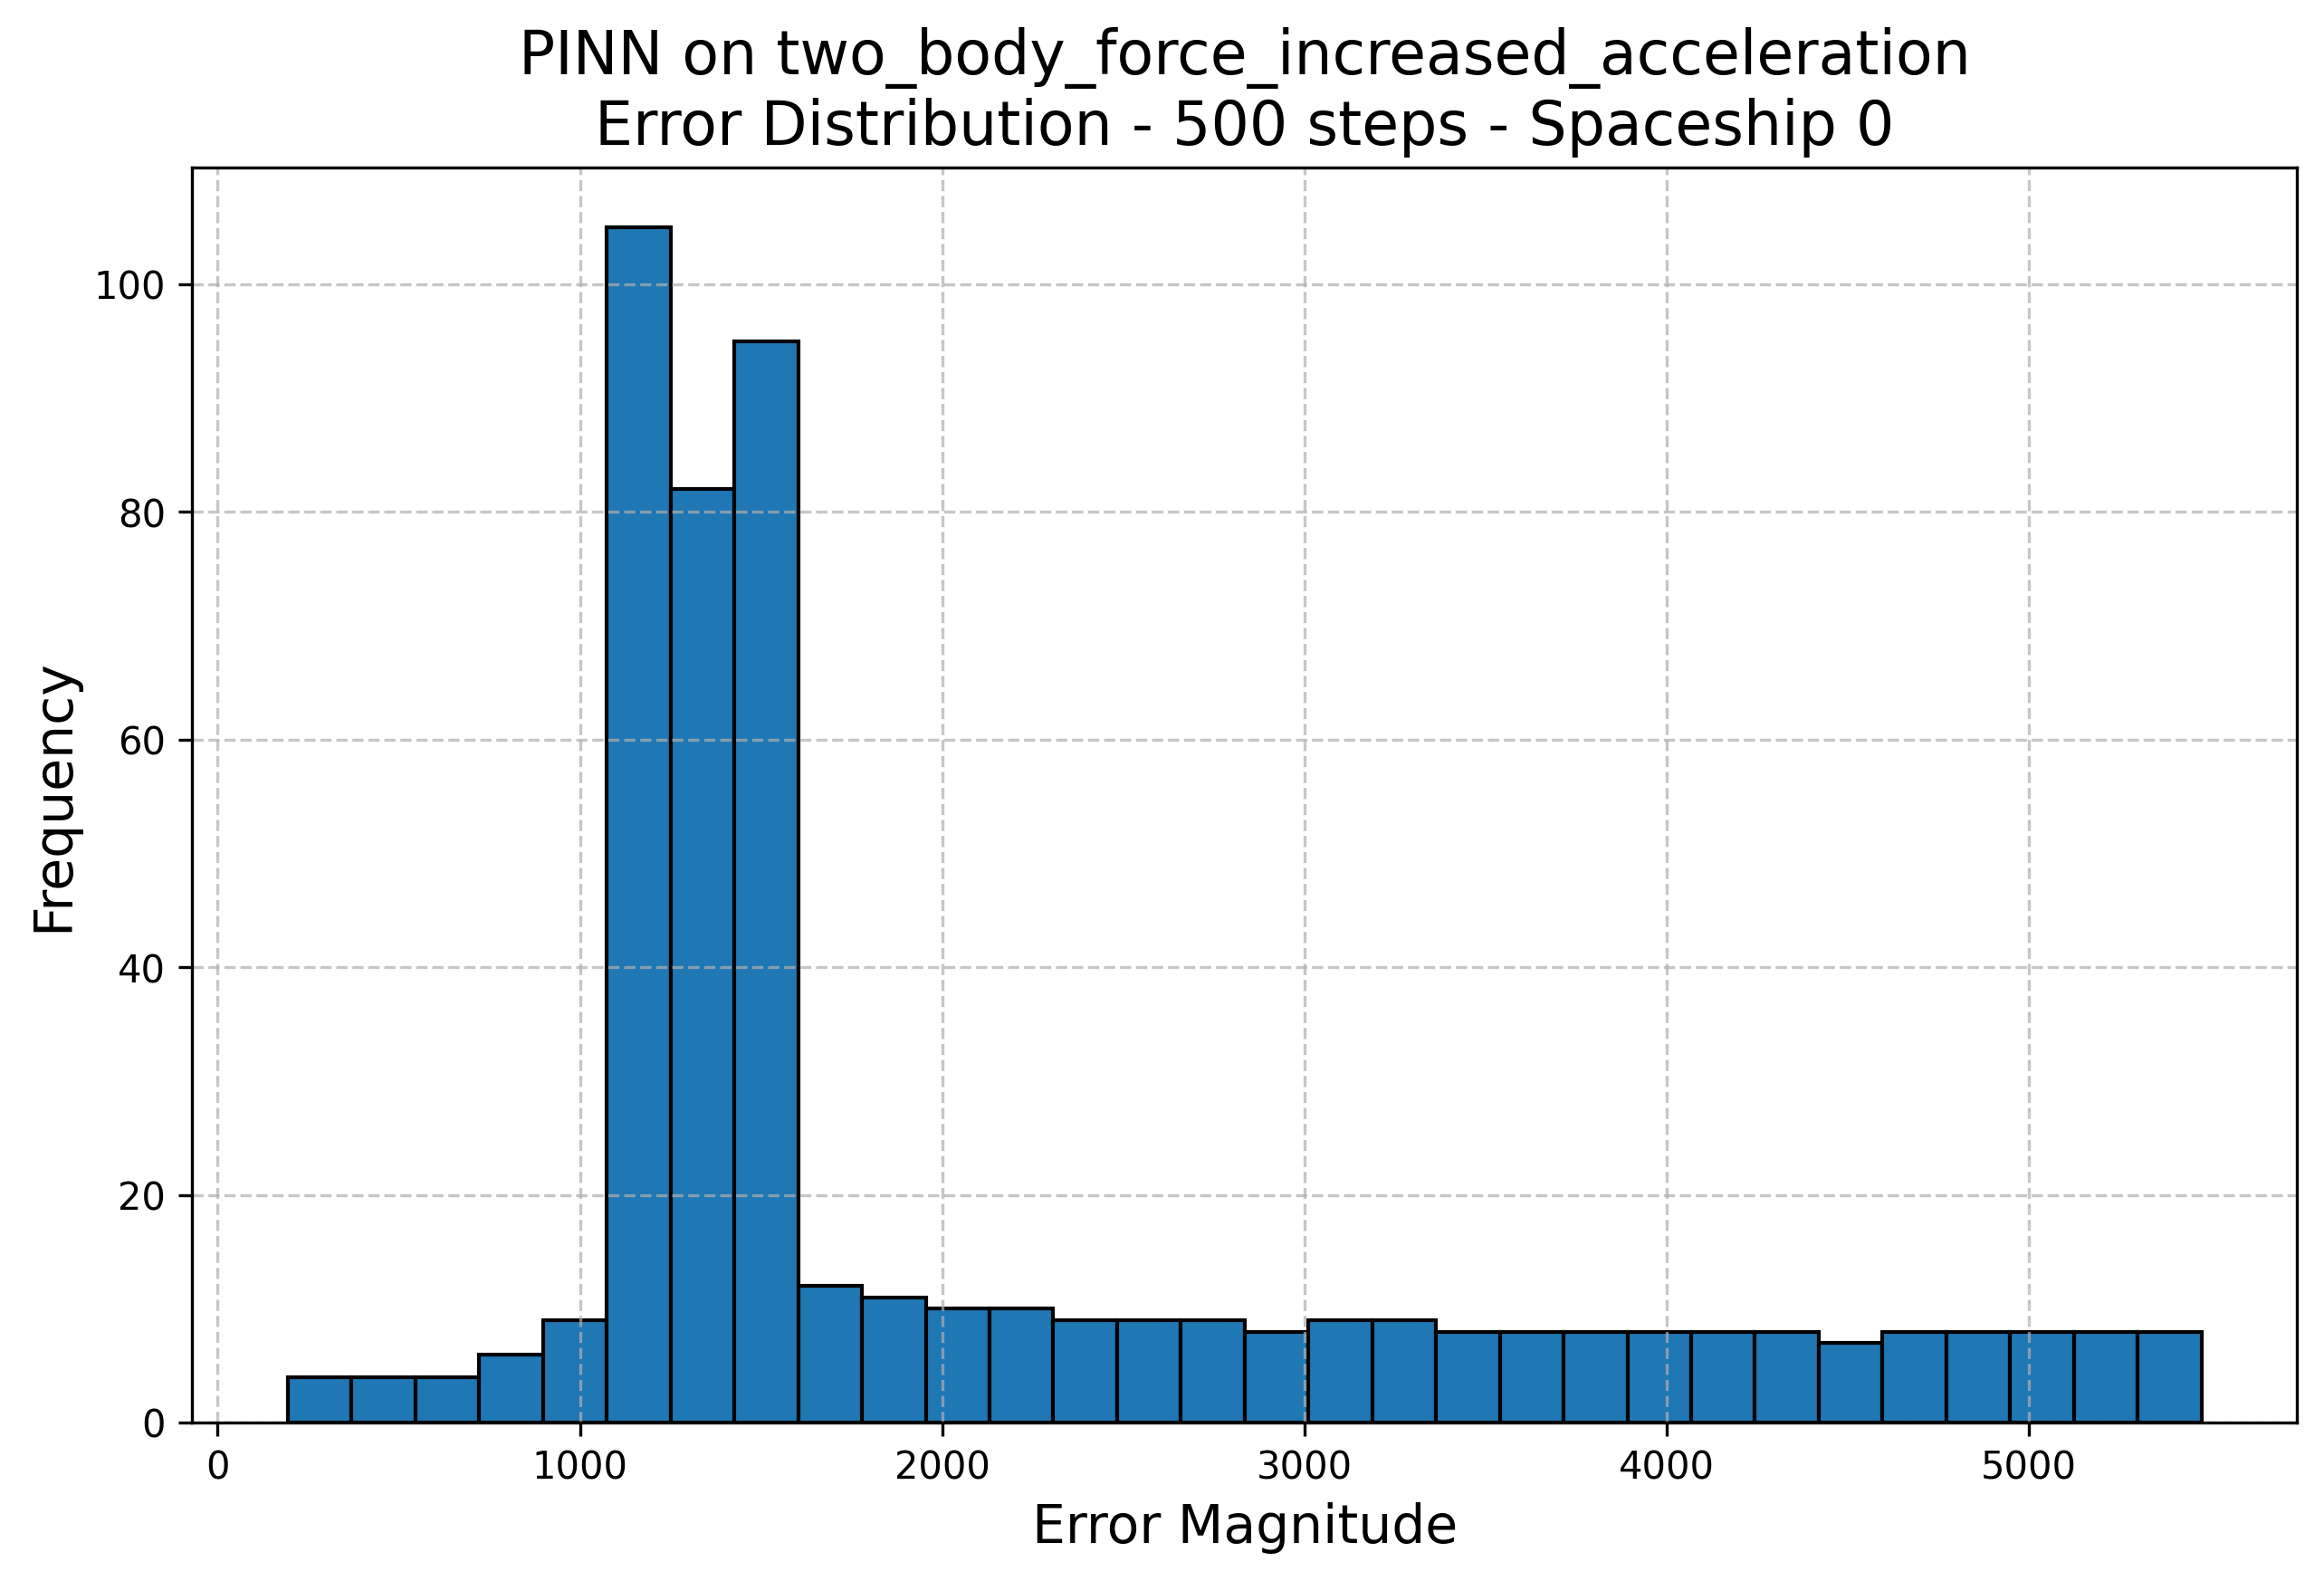 PINN on two_body_force_increased_acceleration
Error Distribution - 500 steps - Spaceship 0
Frequency
100
80
60
40
20
0
0 1000 2000 3000 4000 5000
Error Magnitude